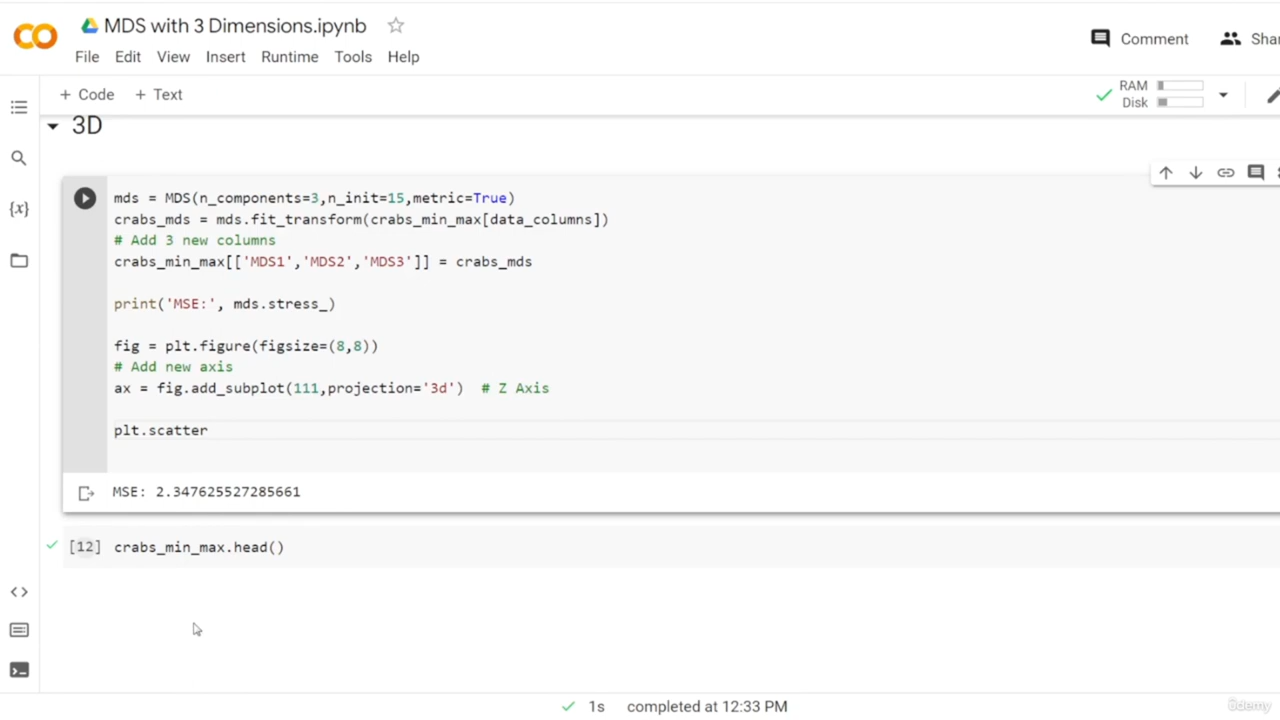 MDS with 3 Dimensions.ipynb
Comment
Shar
File Edit View Insert Runtime Tools Help
+ Code + Text
RAM
Disk
3D
mds = MDS(n_components=3,n_init=15,metric=True)
crabs_mds = mds.fit_transform(crabs_min_max[data_columns])
# Add 3 new columns
crabs_min_max[['MDS1','MDS2','MDS3']] = crabs_mds
print('MSE:', mds.stress_)
fig = plt.figure(figsize=(8,8))
# Add new axis
ax = fig.add_subplot(111,projection='3d') # Z Axis
plt.scatter
MSE: 2.347625527285661
[12] crabs_min_max.head()
1s completed at 12:33 PM
ûdemy